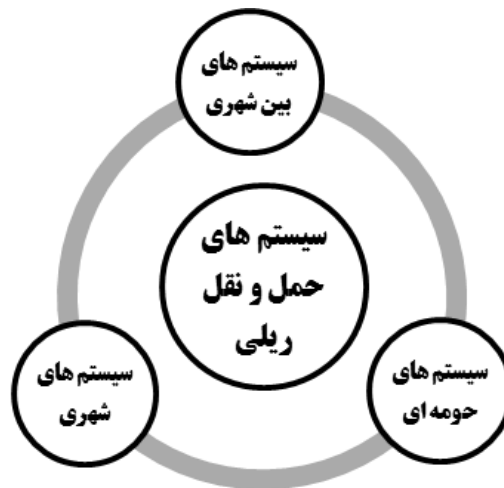 سیستم های
بین شهری
سیستم های
حمل و نقل
ریلی
سیستم های
حومه ای
سیستم های
شهری